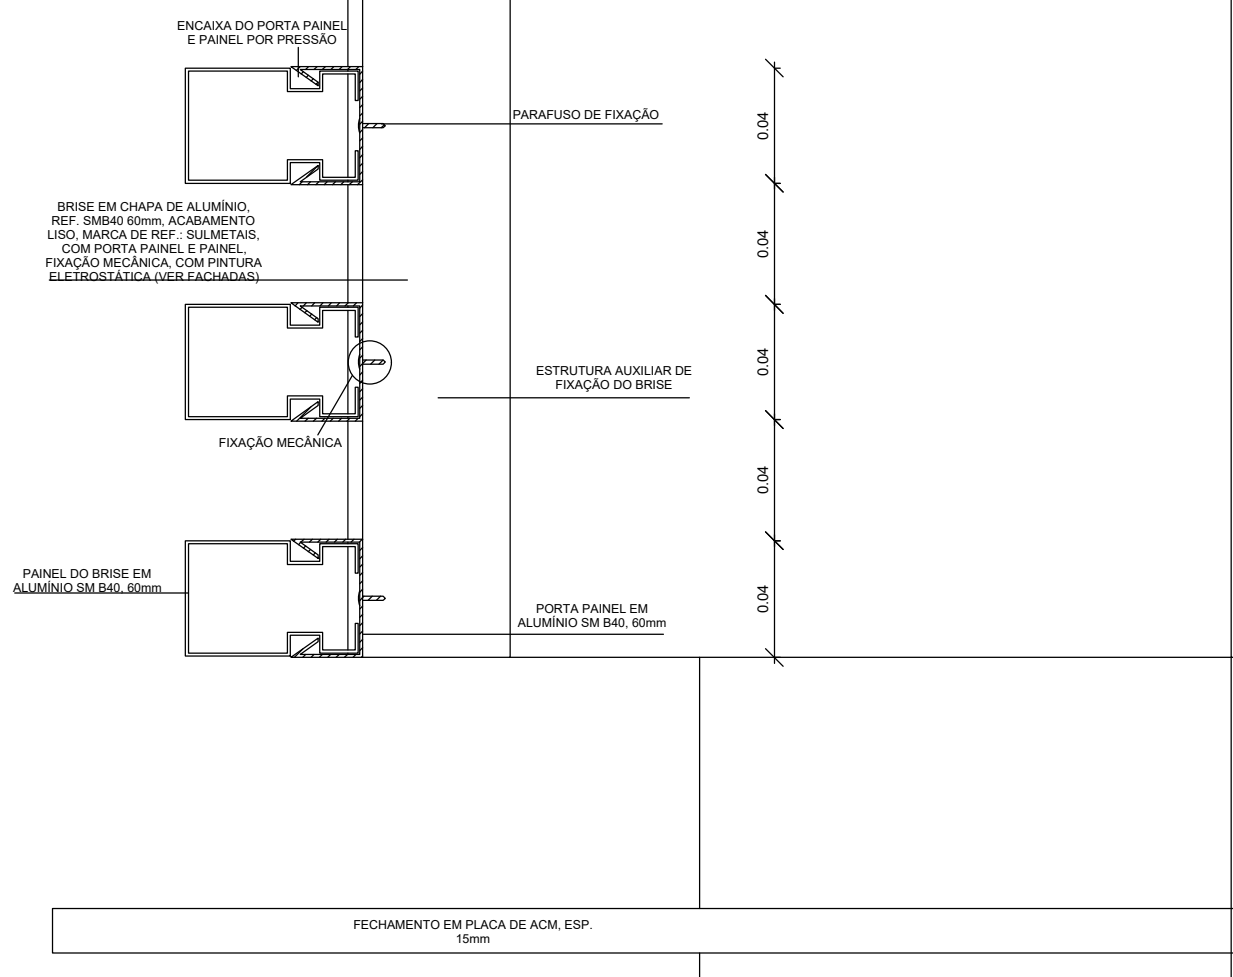 ENCAIXA DO PORTA PAINEL
E PAINEL POR PRESSÃO
PARAFUSO DE FIXAÇÃO
0.04
BRISE EM CHAPA DE ALUMÍNIO,
REF. SMB40 60mm, ACABAMENTO
LISO, MARCA DE REF.: SULMETAIS,
COM PORTA PAINEL E PAINEL,
FIXAÇÃO MECÂNICA, COM PINTURA
ELETROSTÁTICA (VER FACHADAS)
0.04
ESTRUTURA AUXILIAR DE
FIXAÇÃO DO BRISE
0.04
FIXAÇÃO MECÂNICA
0.04
PAINEL DO BRISE EM
ALUMÍNIO SM B40, 60mm
PORTA PAINEL EM
ALUMÍNIO SM B40, 60mm
0.04
FECHAMENTO EM PLACA DE ACM, ESP.
15mm